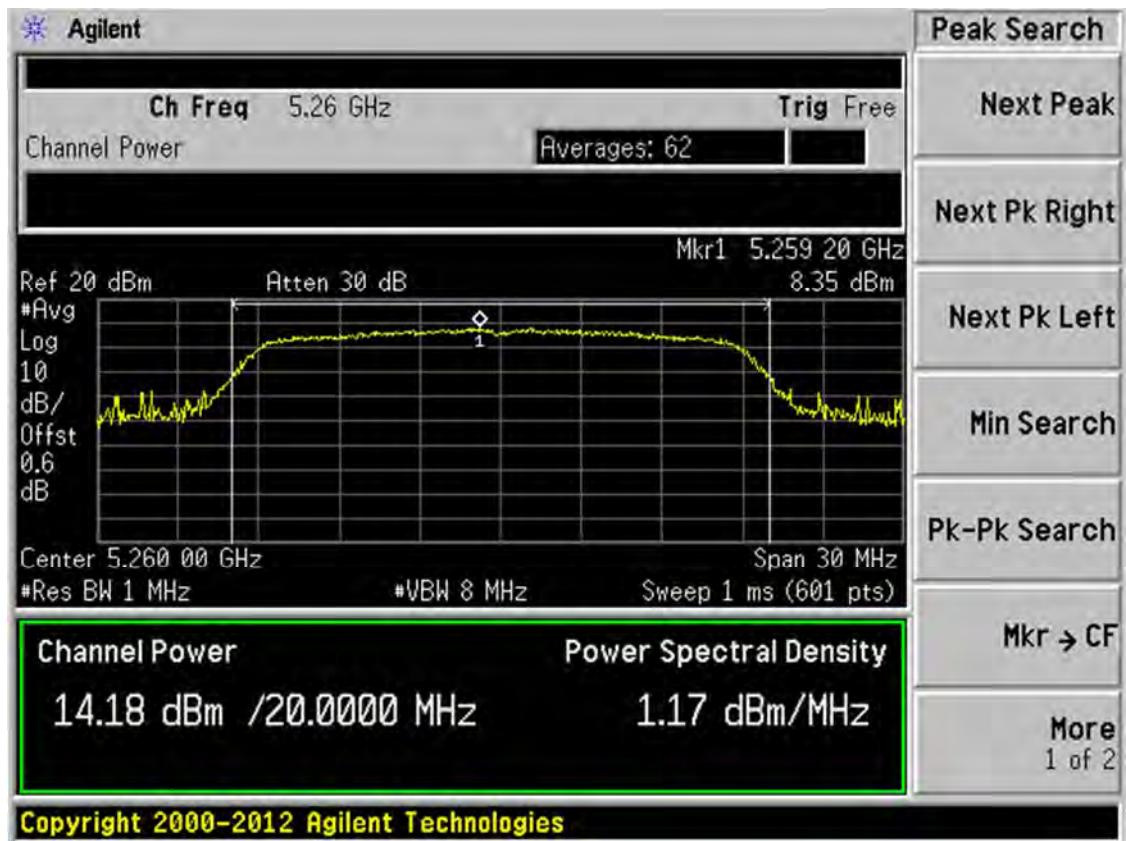 Agilent
Peak Search
Ch Freq 5.26 GHz Trig Free
Channel Power Averages: 62
Mkr1 5.259 20 GHz
Ref 20 dBm Atten 30 dB 8.35 dBm
#Avg
Log
10
dB/
Offst
0.6
dB
1
Center 5.260 00 GHz Span 30 MHz
#Res BW 1 MHz #VBW 8 MHz Sweep 1 ms (601 pts)
Channel Power Power Spectral Density
14.18 dBm /20.0000 MHz 1.17 dBm/MHz
Next Peak
Next Pk Right
Next Pk Left
Min Search
Pk-Pk Search
Mkr → CF
More
1 of 2
Copyright 2000-2012 Agilent Technologies